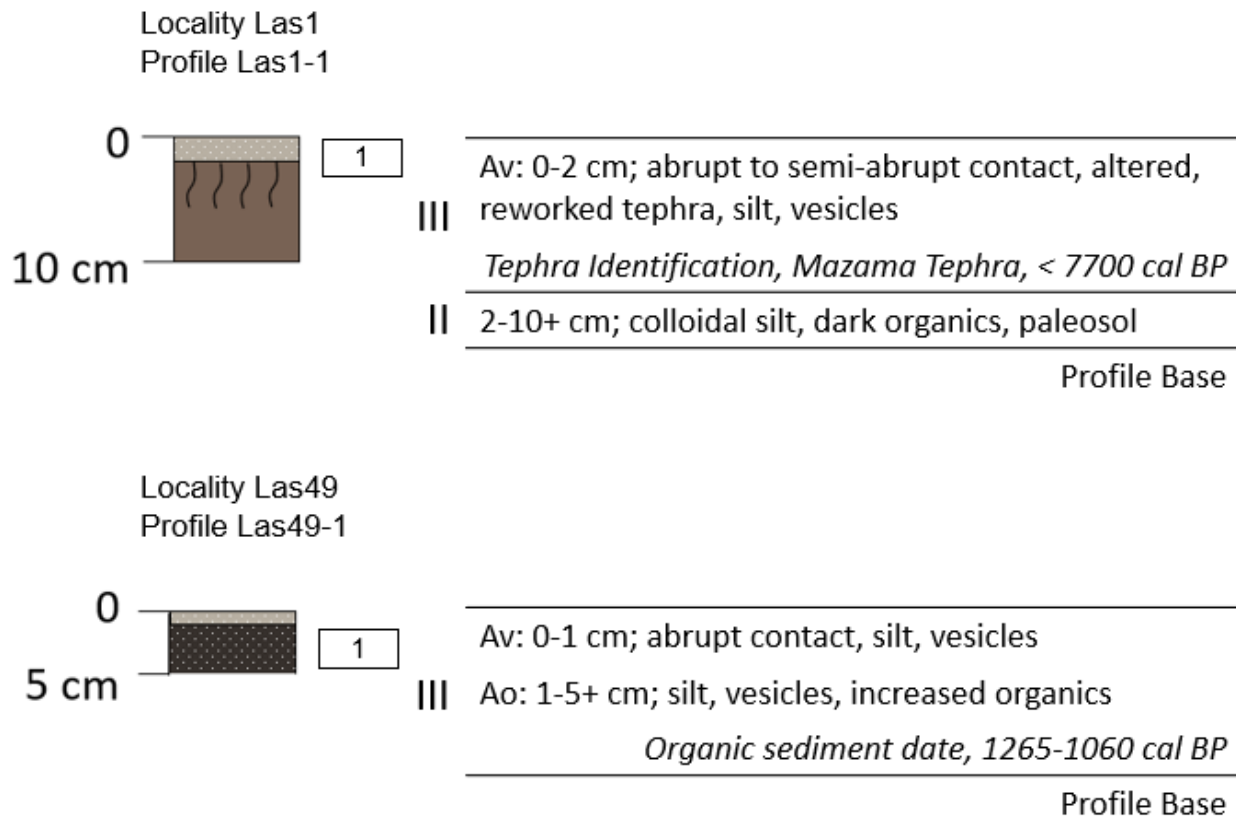 Locality Las1
Profile Las1-1
0
10 cm
1
III
Av: 0-2 cm; abrupt to semi-abrupt contact, altered,
reworked tephra, silt, vesicles
Tephra Identification, Mazama Tephra, < 7700 cal BP
II
2-10+ cm; colloidal silt, dark organics, paleosol
Profile Base
Locality Las49
Profile Las49-1
0
5 cm
1
III
Av: 0-1 cm; abrupt contact, silt, vesicles
Ao: 1-5+ cm; silt, vesicles, increased organics
Organic sediment date, 1265-1060 cal BP
Profile Base